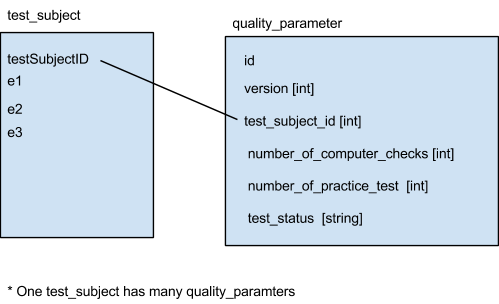 test_subject
testSubjectID
e1
e2
e3
quality_parameter
id
version [int]
test_subject_id [int]
number_of_computer_checks [int]
number_of_practice_test [int]
test_status [string]
* One test_subject has many quality_paramters